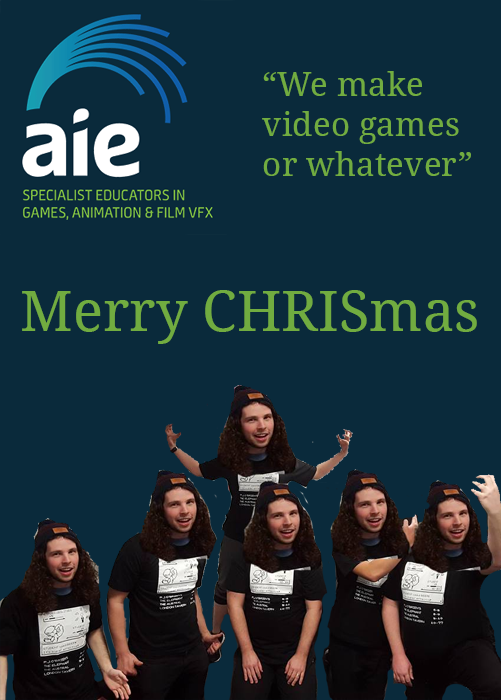 aie
SPECIALIST EDUCATORS IN
GAMES, ANIMATION & FILM VFX
“We make
video games
or whatever”
Merry CHRISmas